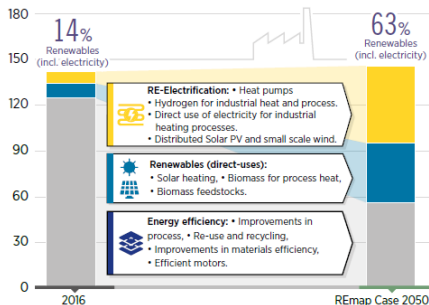 180
150
120
90
60
30
0
14%
Renewables
(incl. electricity)
63%
Renewables
(incl. electricity)
RE-Electrification: • Heat pumps
• Hydrogen for industrial heat and process.
• Direct use of electricity for industrial
heating processes.
• Distributed Solar PV and small scale wind.
Renewables (direct-uses):
• Solar heating, • Biomass for process heat,
• Biomass feedstocks.
Energy efficiency: • Improvements in
process, • Re-use and recycling,
• Improvements in materials efficiency,
• Efficient motors.
2016
REmap Case 2050